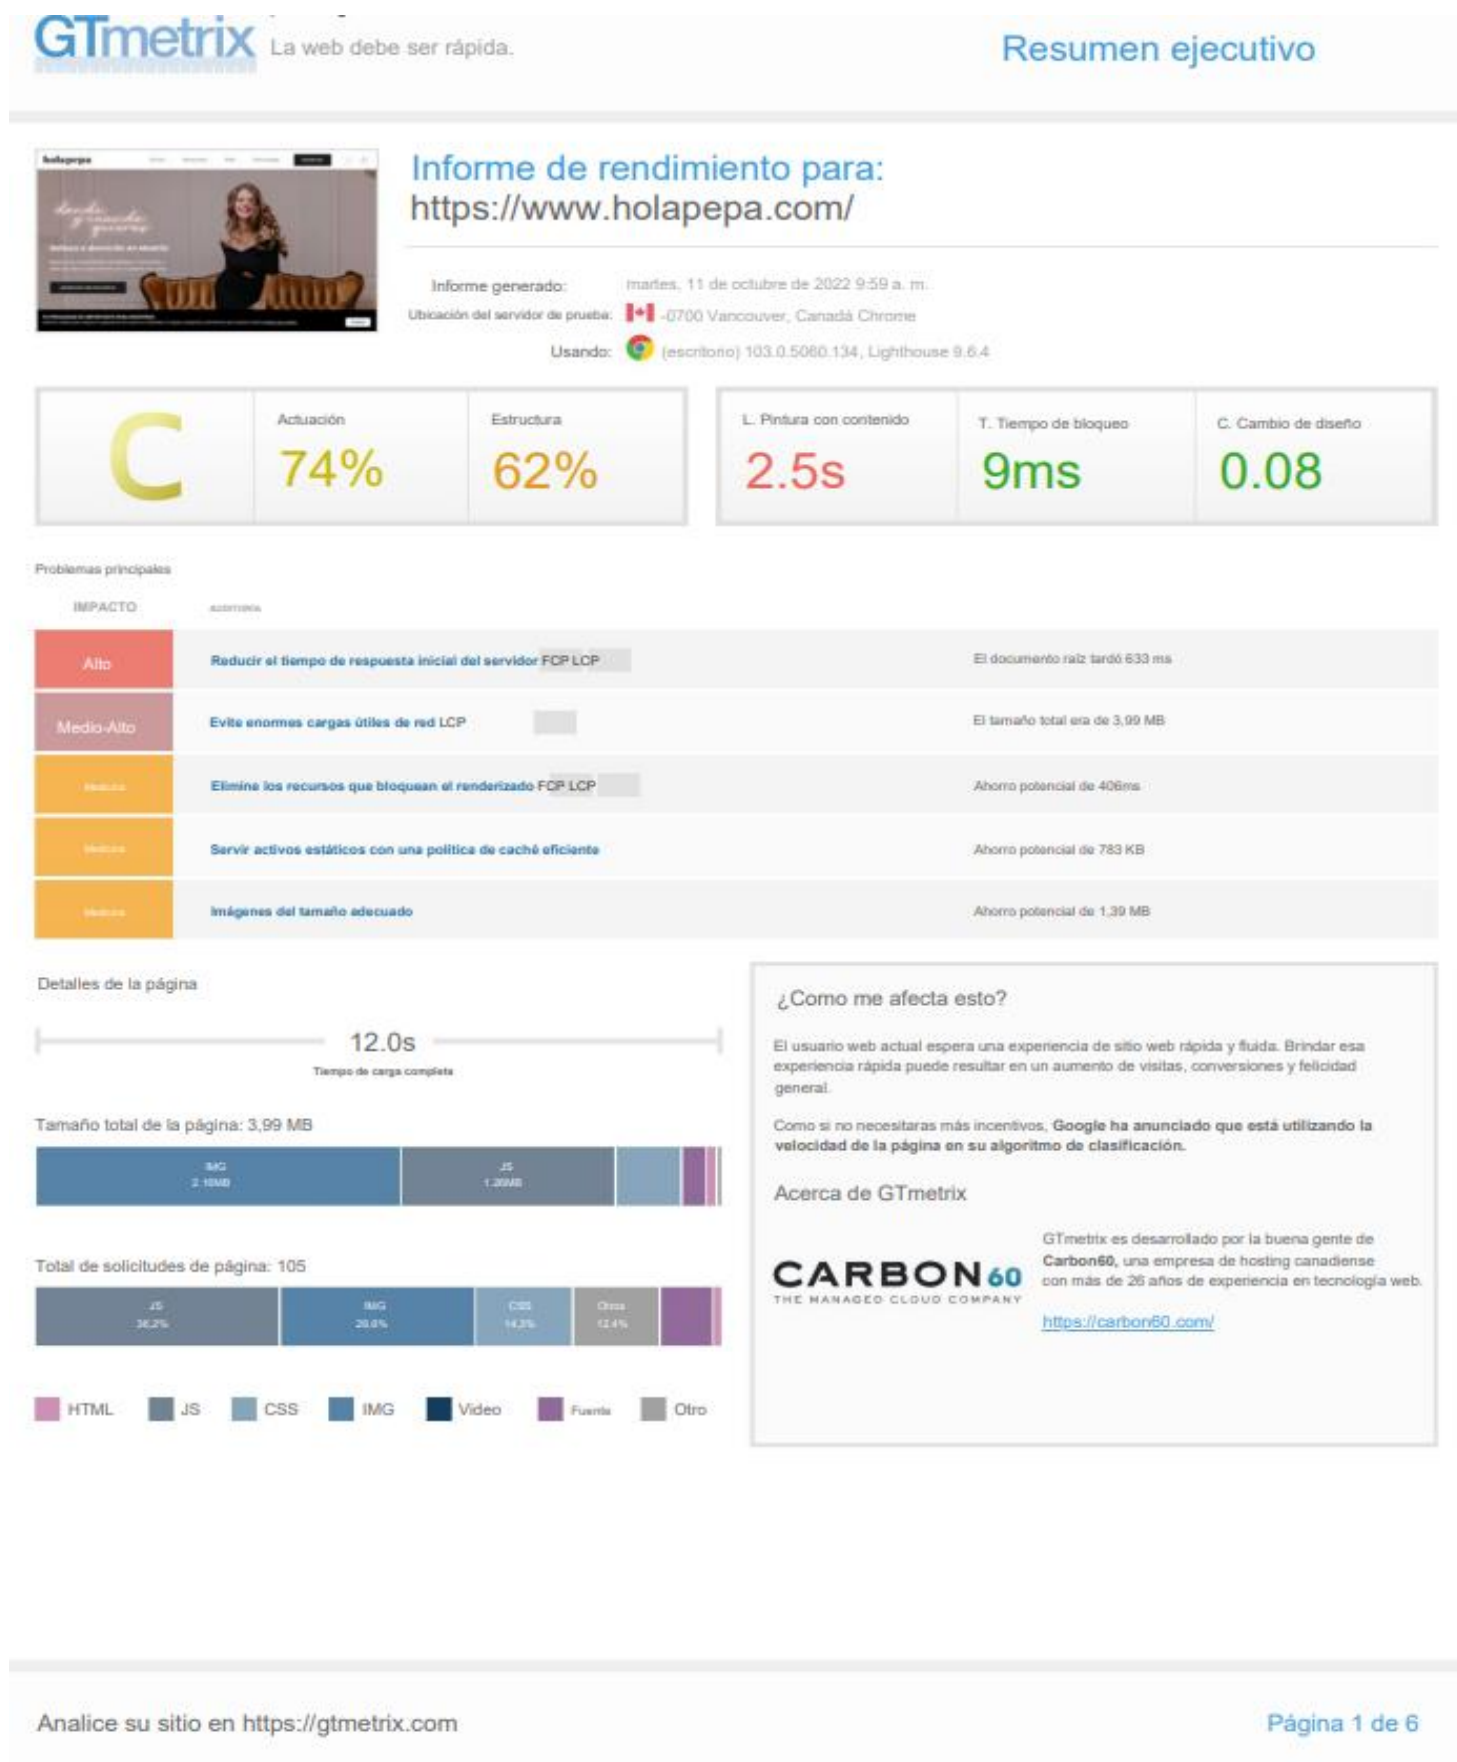 GTmetrix La web debe ser rápida.
Resumen ejecutivo
holapepa
Informe de rendimiento para:
https://www.holapepa.com/
Informe generado: martes, 11 de octubre de 2022 9:59 a. m.
Ubicación del servidor de prueba: -0700 Vancouver, Canadá Chrome
Usando: (escritorio) 103.0.5060.134, Lighthouse 9.6.4
C
Actuación
74%
Estructura
62%
L. Pintura con contenido
2.5s
T. Tiempo de bloqueo
9ms
C. Cambio de diseño
0.08
Problemas principales
IMPACTO AUDITORÍA
Alto Reducir el tiempo de respuesta inicial del servidor FCP LCP El documento raíz tardó 633 ms
Medio-Alto Evite enormes cargas útiles de red LCP El tamaño total era de 3,99 MB
Elimine los recursos que bloquean el renderizado FCP LCP Ahorro potencial de 406ms
Servir activos estáticos con una política de caché eficiente Ahorro potencial de 783 KB
Imágenes del tamaño adecuado Ahorro potencial de 1,39 MB
Detalles de la página
12.0s
Tiempo de carga completa
Tamaño total de la página: 3,99 MB
IMG
JS
Total de solicitudes de página: 105
JS IMG CSS Otros
14,3% 12.4%
HTML JS CSS IMG Video Fuente Otro
¿Como me afecta esto?
El usuario web actual espera una experiencia de sitio web rápida y fluida. Brindar esa
experiencia rápida puede resultar en un aumento de visitas, conversiones y felicidad
general.
Como si no necesitaras más incentivos, Google ha anunciado que está utilizando la
velocidad de la página en su algoritmo de clasificación.
Acerca de GTmetrix
CARBON60
THE MANAGED CLOUD COMPANY
GTmetrix es desarrollado por la buena gente de
Carbon60, una empresa de hosting canadiense
con más de 26 años de experiencia en tecnología web.
https://carbon60.com/
Analice su sitio en https://gtmetrix.com
Página 1 de 6